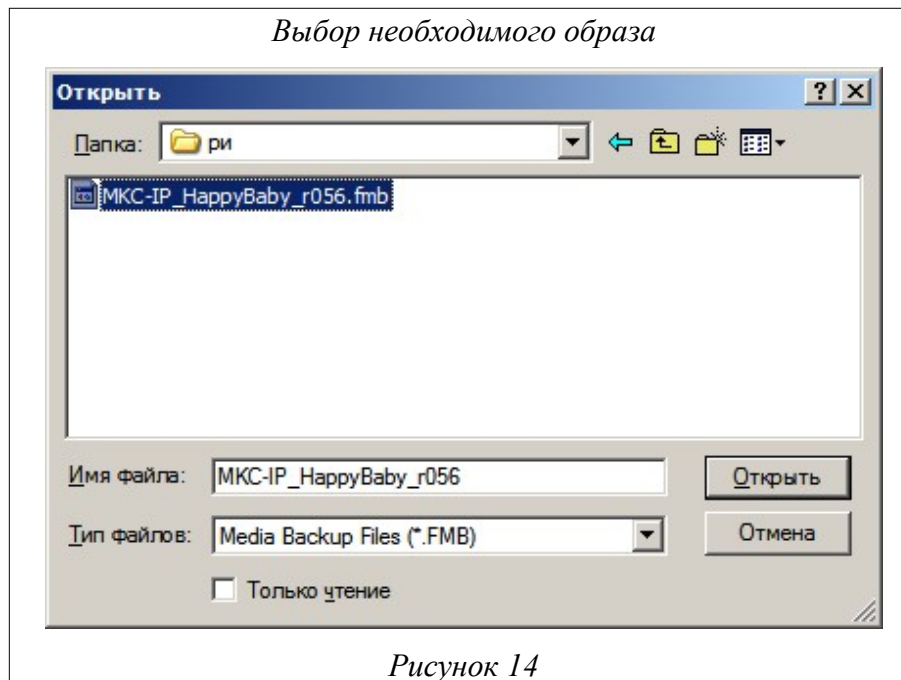 Выбор необходимого образа
Открыть
Папка: ри
MKC-IP_HappyBaby_r056.fmb
Имя файла: MKC-IP_HappyBaby_r056 Открыть
Тип файлов: Media Backup Files (*.FMB) Отмена
Только чтение
Рисунок 14